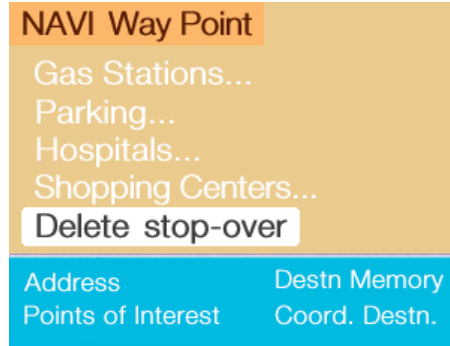 NAVI Way Point
Gas Stations...
Parking...
Hospitals...
Shopping Centers...
Delete stop-over
Address Destn Memory
Points of Interest Coord. Destn.